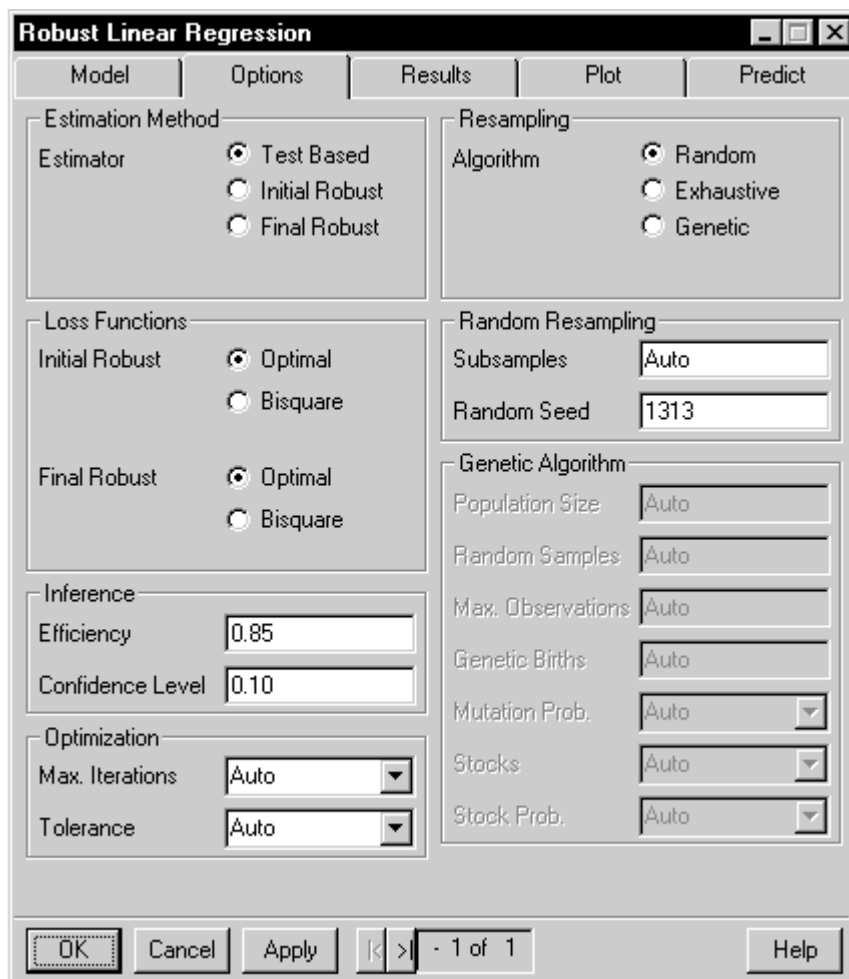 Robust Linear Regression
Model Options Results Plot Predict
Estimation Method
Estimator Test Based
Initial Robust
Final Robust
Loss Functions
Initial Robust Optimal
Bisquare
Final Robust Optimal
Bisquare
Inference
Efficiency 0.85
Confidence Level 0.10
Optimization
Max. Iterations Auto
Tolerance Auto
Resampling
Algorithm Random
Exhaustive
Genetic
Random Resampling
Subsamples Auto
Random Seed 1313
Genetic Algorithm
Population Size Auto
Random Samples Auto
Max. Observations Auto
Genetic Births Auto
Mutation Prob. Auto
Stocks Auto
Stock Prob. Auto
OK Cancel Apply |< >| - 1 of 1 Help